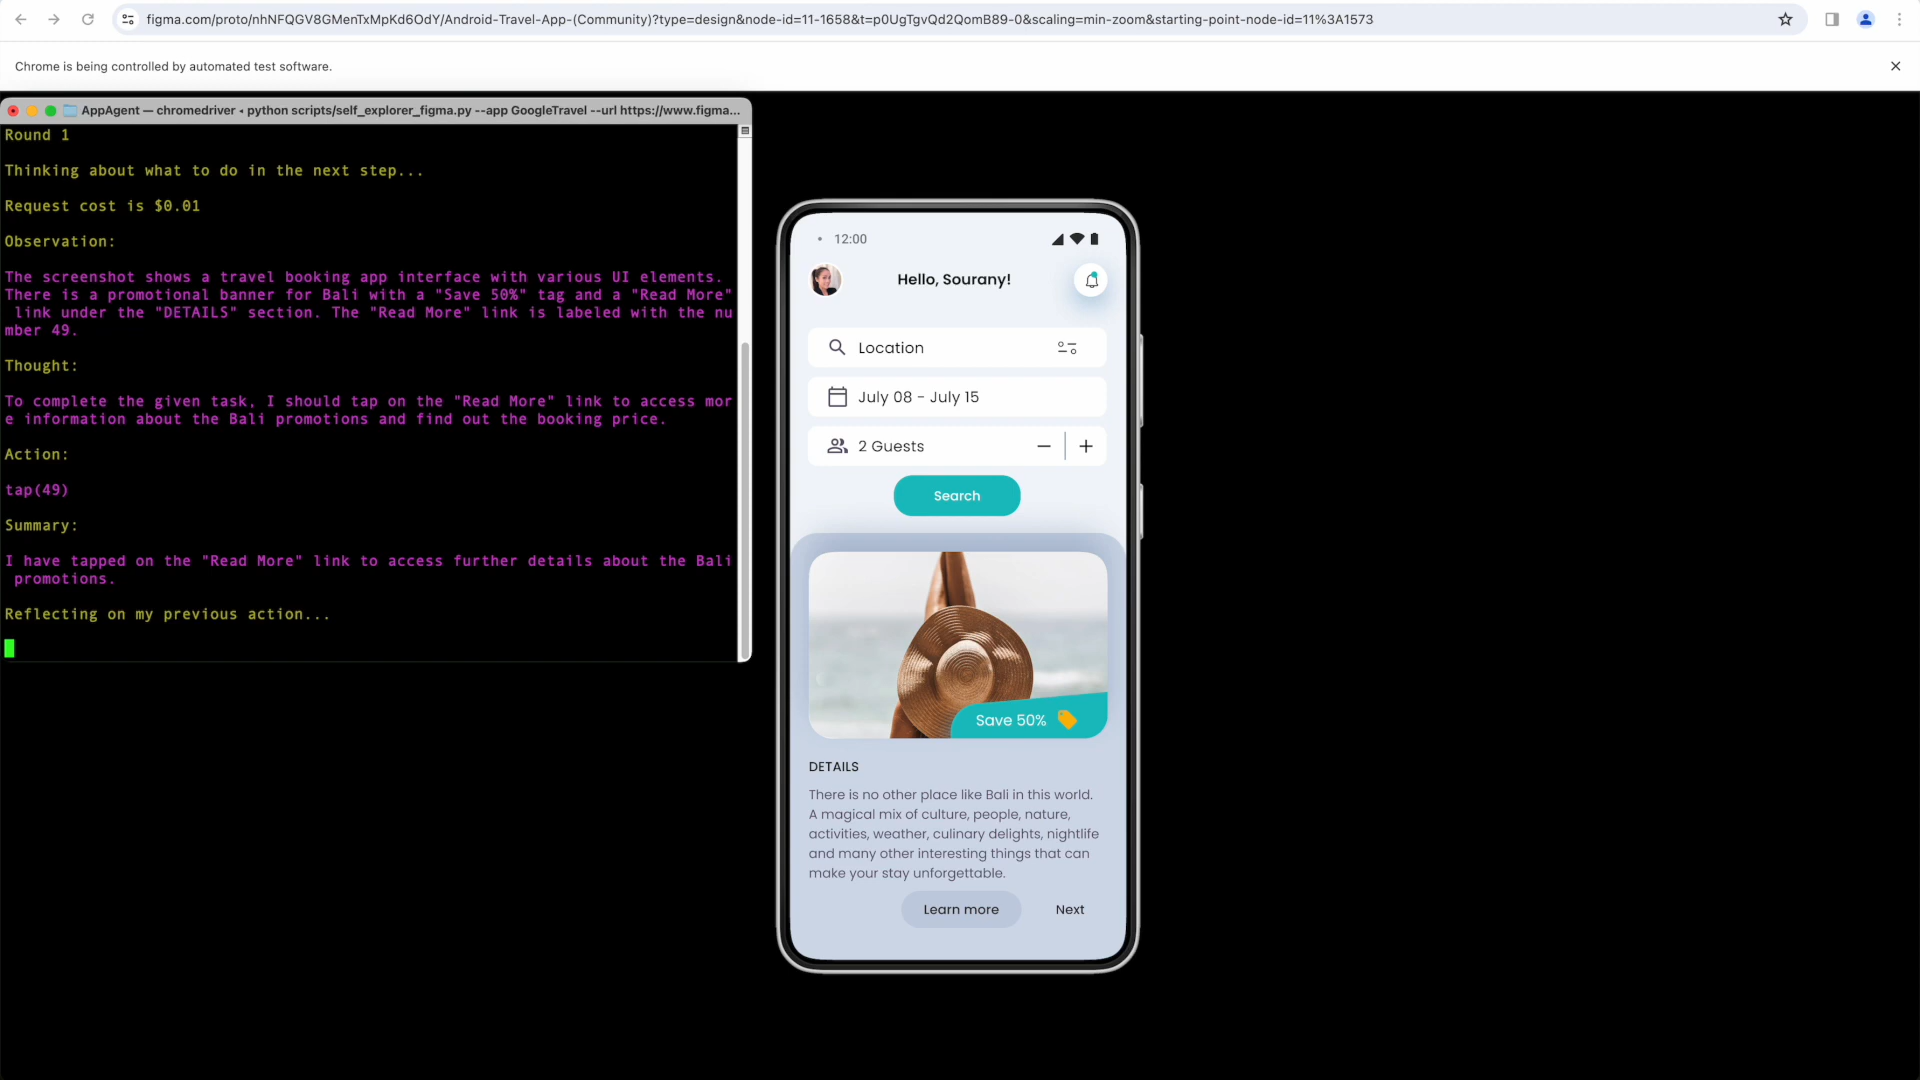 figma.com/proto/nhNFQGV8GMenTxMpKd6OdY/Android-Travel-App-(Community)?type=design&node-id=11-1658&t=p0UgTgvQd2QomB89-0&scaling=min-zoom&starting-point-node-id=11%3A1573
Chrome is being controlled by automated test software.
AppAgent — chromedriver ◂ python scripts/self_explorer_figma.py --app GoogleTravel --url https://www.figma...
Round 1
Thinking about what to do in the next step...
Request cost is $0.01
Observation:
The screenshot shows a travel booking app interface with various UI elements.
There is a promotional banner for Bali with a "Save 50%" tag and a "Read More"
link under the "DETAILS" section. The "Read More" link is labeled with the nu
mber 49.
Thought:
To complete the given task, I should tap on the "Read More" link to access mor
e information about the Bali promotions and find out the booking price.
Action:
tap(49)
Summary:
I have tapped on the "Read More" link to access further details about the Bali
promotions.
Reflecting on my previous action...
12:00
Hello, Sourany!
Location
July 08 - July 15
2 Guests
Search
Save 50%
DETAILS
There is no other place like Bali in this world.
A magical mix of culture, people, nature,
activities, weather, culinary delights, nightlife
and many other interesting things that can
make your stay unforgettable.
Learn more Next